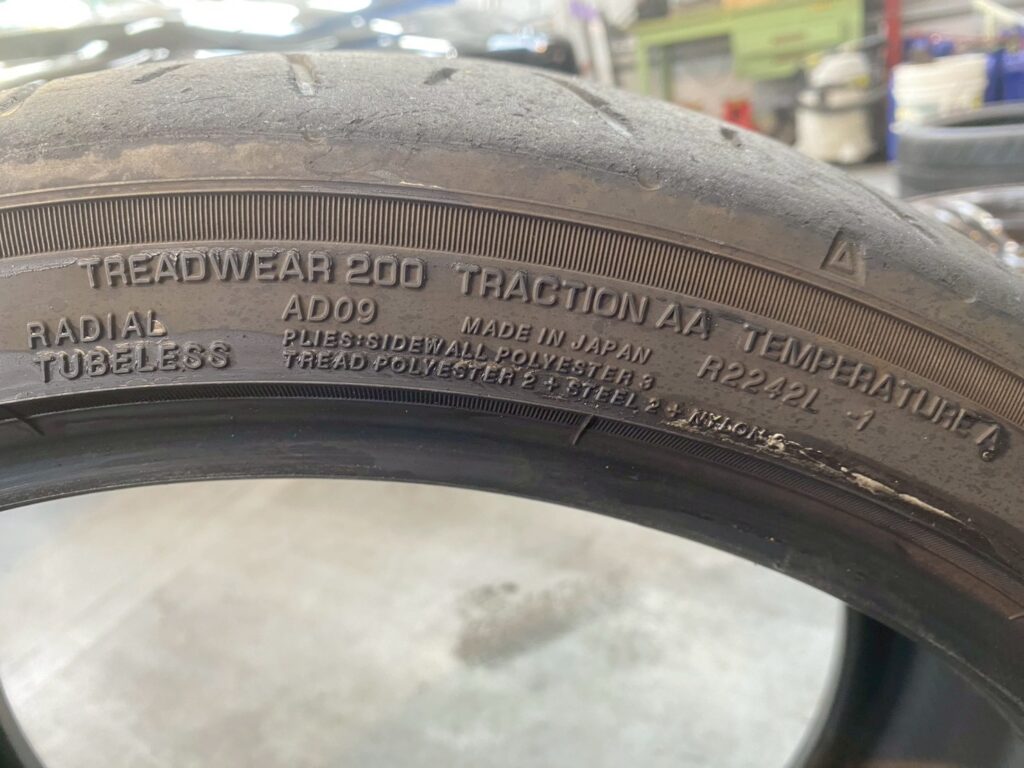 TREADWEAR 200 TRACTION AA TEMPERATURE A
RADIAL
TUBELESS
AD09
MADE IN JAPAN
PLIES:SIDEWALL POLYESTER 3
TREAD POLYESTER 2 + STEEL 2 + NYLON
R2242L -1